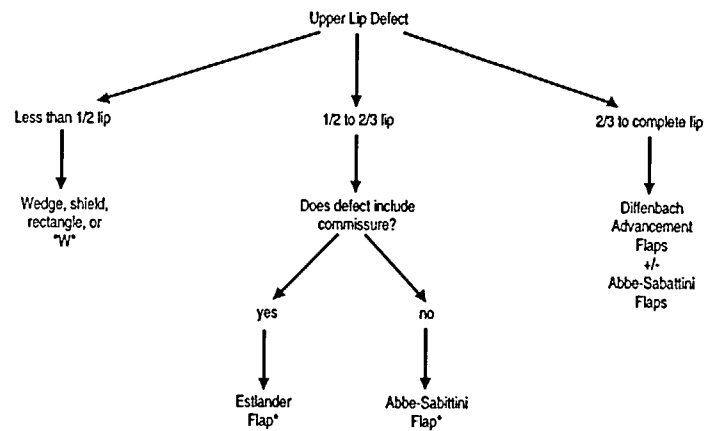 Upper Lip Defect
Less than 1/2 lip
1/2 to 2/3 lip
2/3 to complete lip
Wedge, shield,
rectangle, or
"W"
Does defect include
commissure?
Diffenbach
Advancement
Flaps
+/-
Abbe-Sabattini
Flaps
yes
no
Estlander
Flap*
Abbe-Sabittini
Flap*